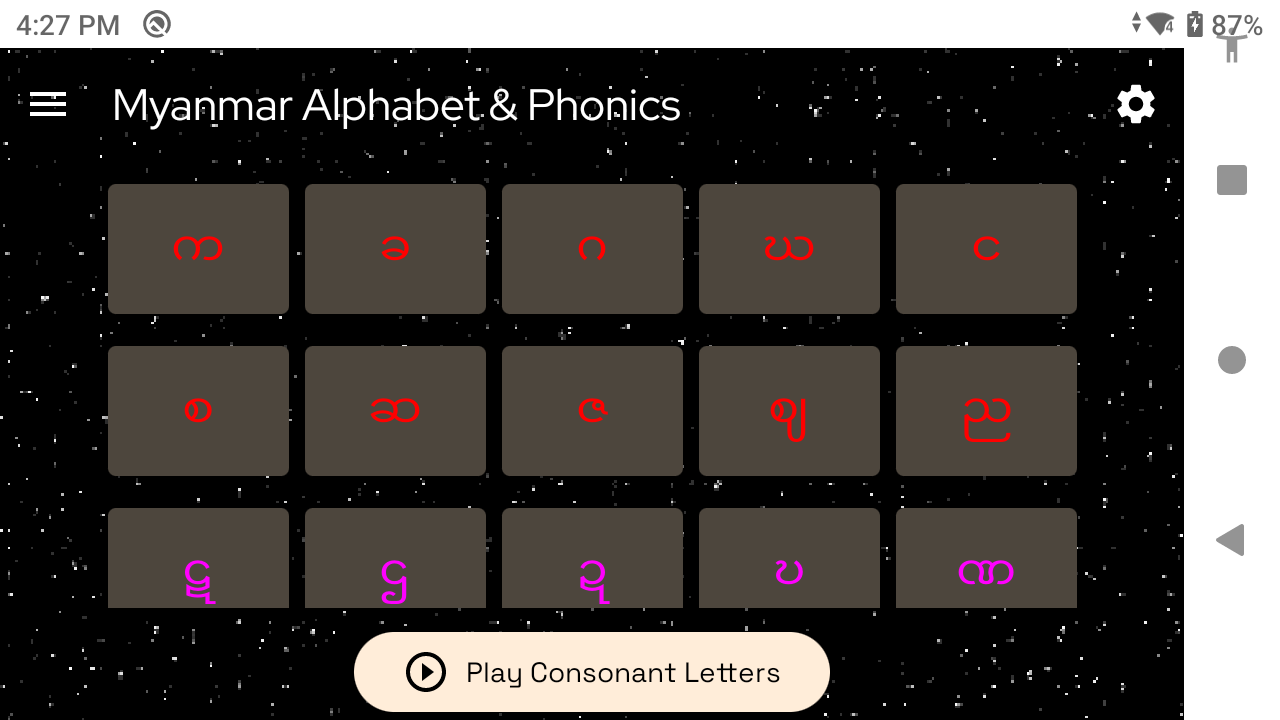 4:27 PM 87%
Myanmar Alphabet & Phonics
က ခ ဂ ဃ င
စ ဆ ဇ ဈ ည
ဋ ဌ ဍ ဎ ဏ
Play Consonant Letters